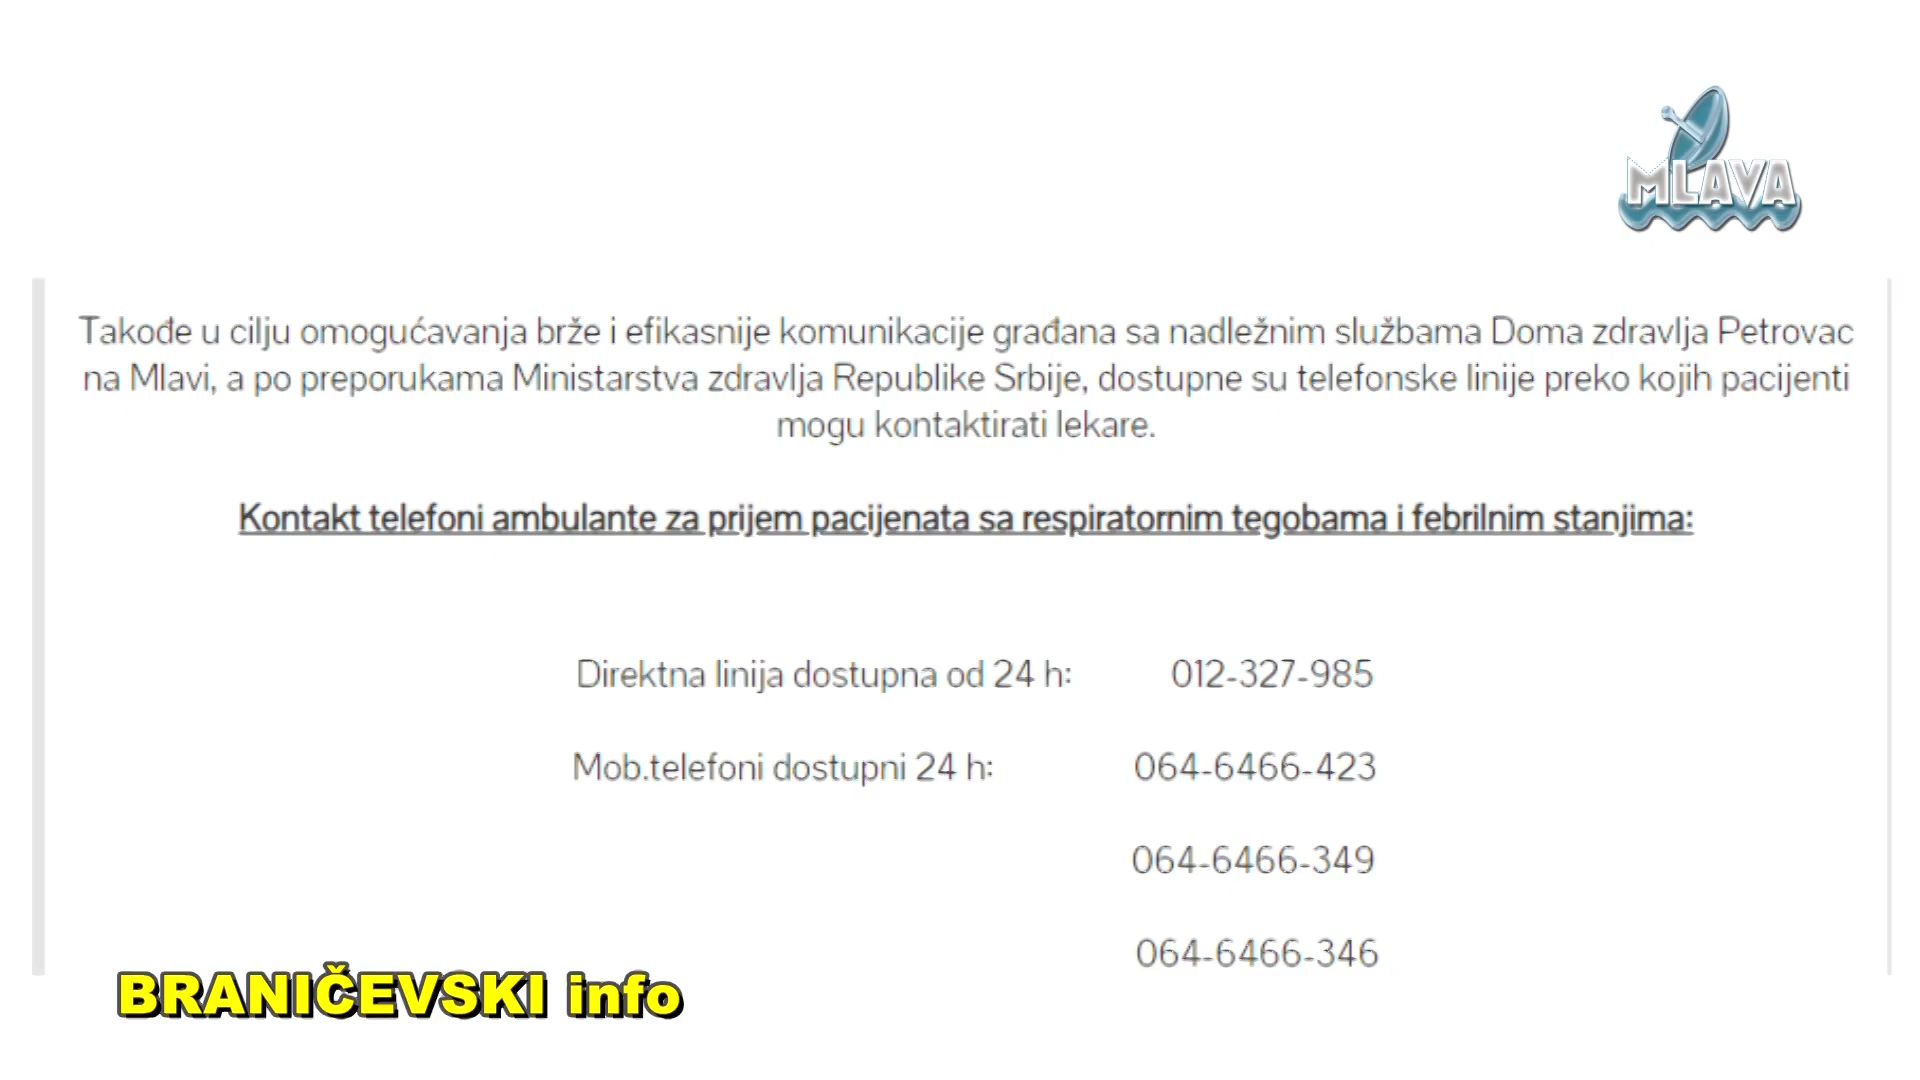 MLAVA
Takođe u cilju omogućavanja brže i efikasnije komunikacije građana sa nadležnim službama Doma zdravlja Petrovac
na Mlavi, a po preporukama Ministarstva zdravlja Republike Srbije, dostupne su telefonske linije preko kojih pacijenti
mogu kontaktirati lekare.
Kontakt telefoni ambulante za prijem pacijenata sa respiratornim tegobama i febrilnim stanjima:
Direktna linija dostupna od 24 h: 012-327-985
Mob.telefoni dostupni 24 h: 064-6466-423
064-6466-349
064-6466-346
BRANIČEVSKI info